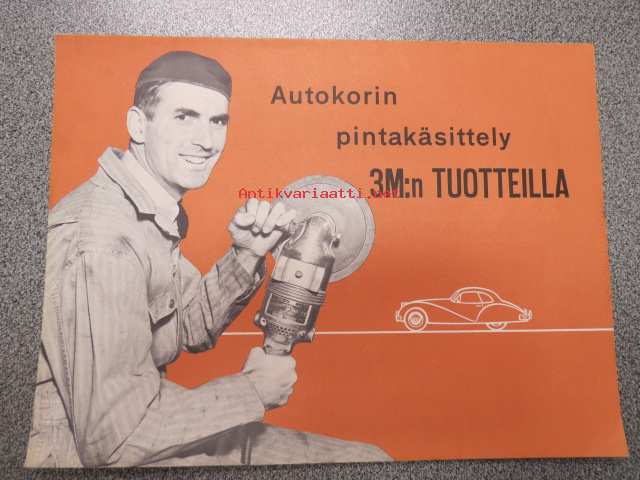 Autokorin
pintakäsittely
3M:n TUOTTEILLA
Antikvariaatti.net